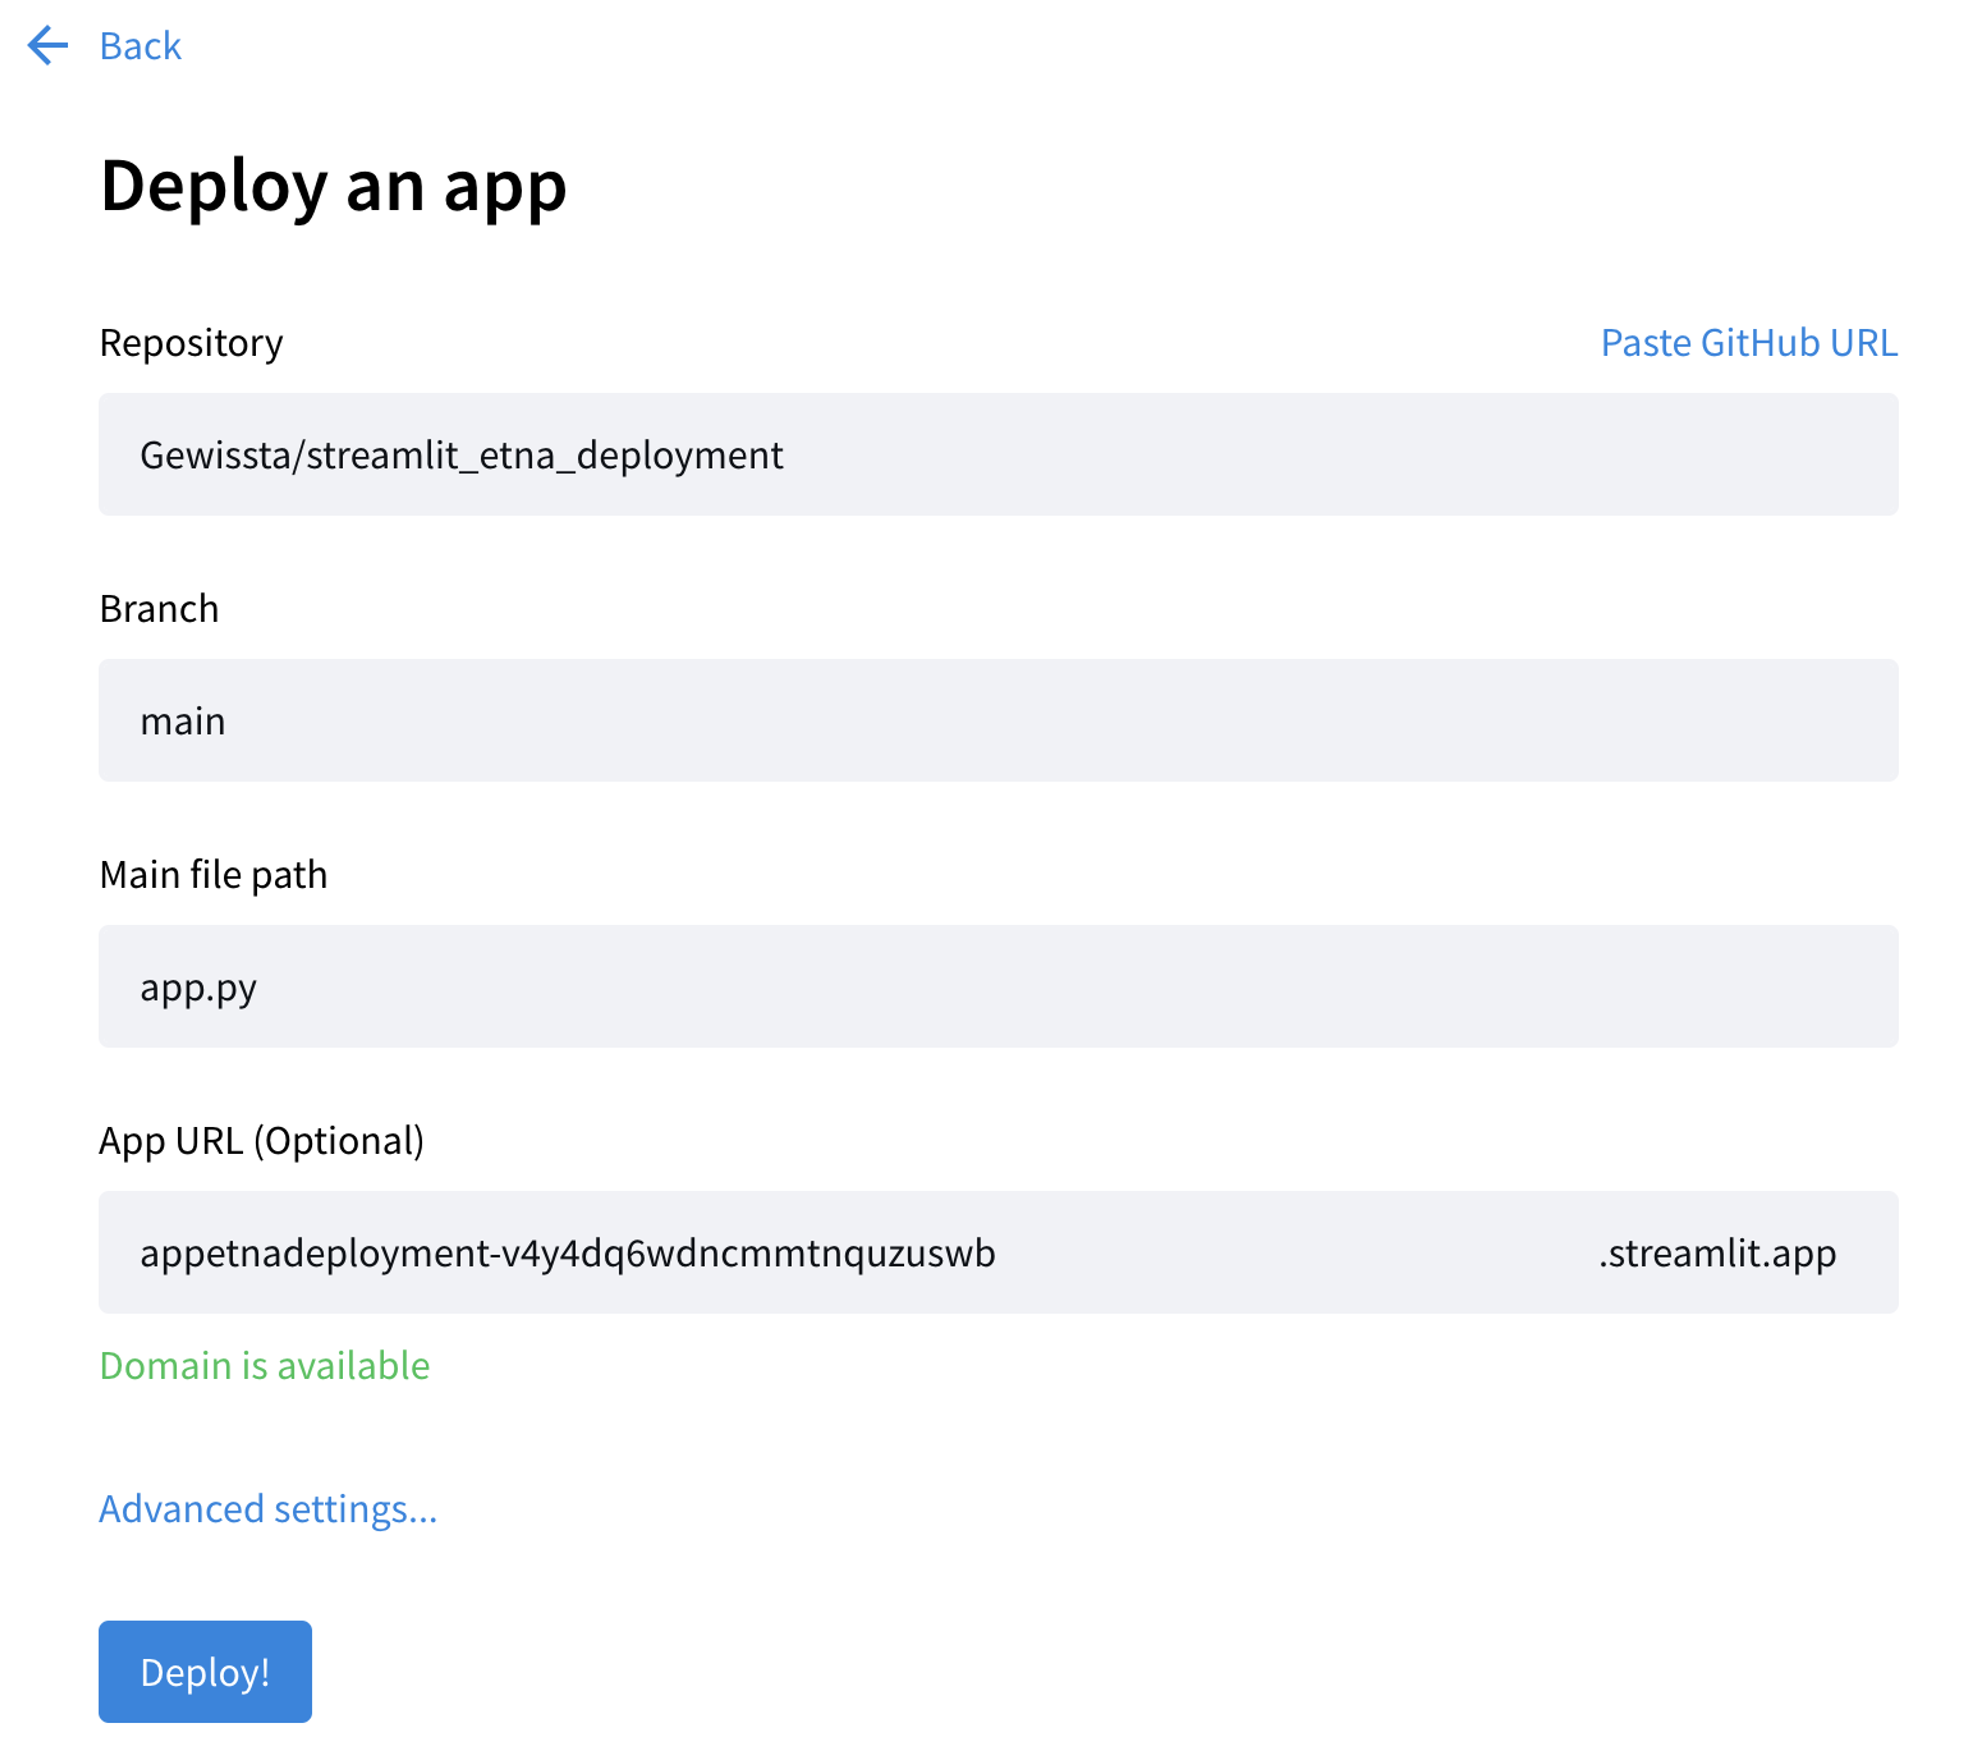 Back
Deploy an app
Repository Paste GitHub URL
Gewissta/streamlit_etna_deployment
Branch
main
Main file path
app.py
App URL (Optional)
appetnadeployment-v4y4dq6wdncmmtnquzuswb .streamlit.app
Domain is available
Advanced settings...
Deploy!